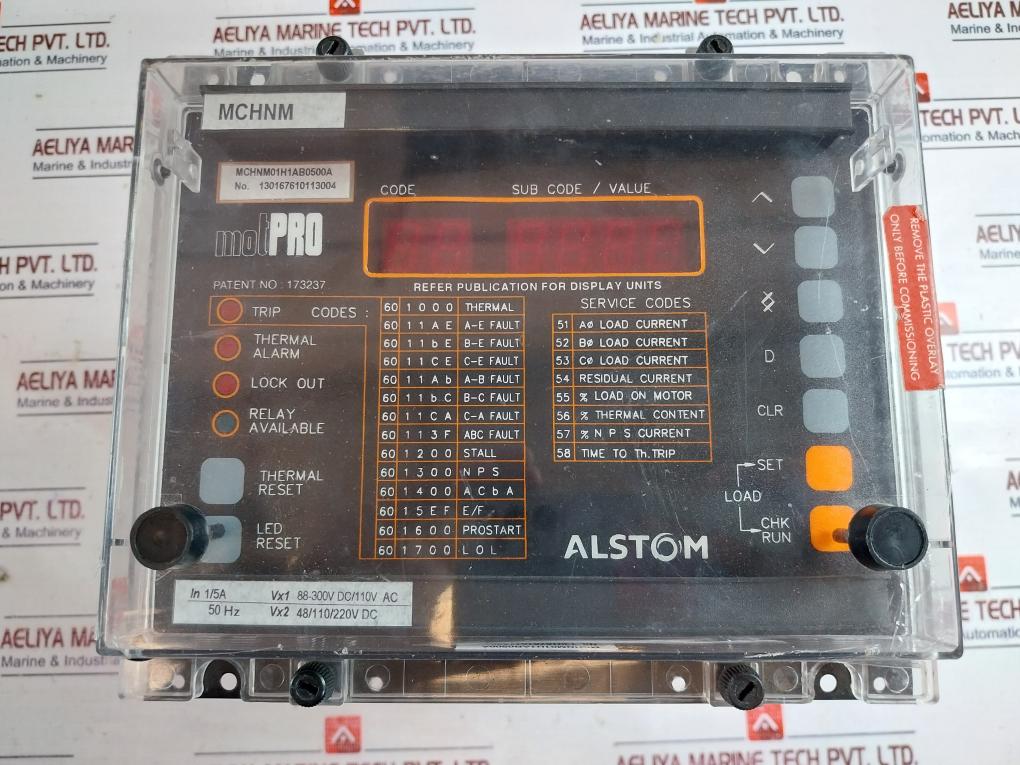 AELIYA MARINE TECH PVT. LTD.
Marine & Industrial Automation & Machinery
MCHNM
MCHNM01H1AB0500A
No. 130167610113004
CODE SUB CODE / VALUE
motPRO
PATENT NO : 173237
REFER PUBLICATION FOR DISPLAY UNITS
TRIP CODES :
THERMAL
ALARM
LOCK OUT
RELAY
AVAILABLE
THERMAL
RESET
LED
RESET
60 1 0 0 0 THERMAL
60 1 1 A E A-E FAULT
60 1 1 b E B-E FAULT
60 1 1 C E C-E FAULT
60 1 1 A b A-B FAULT
60 1 1 b C B-C FAULT
60 1 1 C A C-A FAULT
60 1 1 3 F ABC FAULT
60 1 2 0 0 STALL
60 1 3 0 0 N P S
60 1 4 0 0 A C b A
60 1 5 E F E/F
60 1 6 0 0 PROSTART
60 1 7 0 0 L O L
SERVICE CODES
51 AØ LOAD CURRENT
52 BØ LOAD CURRENT
53 CØ LOAD CURRENT
54 RESIDUAL CURRENT
55 % LOAD ON MOTOR
56 % THERMAL CONTENT
57 % N P S CURRENT
58 TIME TO Th.TRIP
D
CLR
SET
LOAD
CHK
RUN
ALSTOM
REMOVE THE PLASTIC OVERLAY
ONLY BEFORE COMMISSIONING
In 1/5A Vx1 88-300V DC/110V AC
50 Hz Vx2 48/110/220V DC
AELIYA MARINE TECH PVT. LTD.